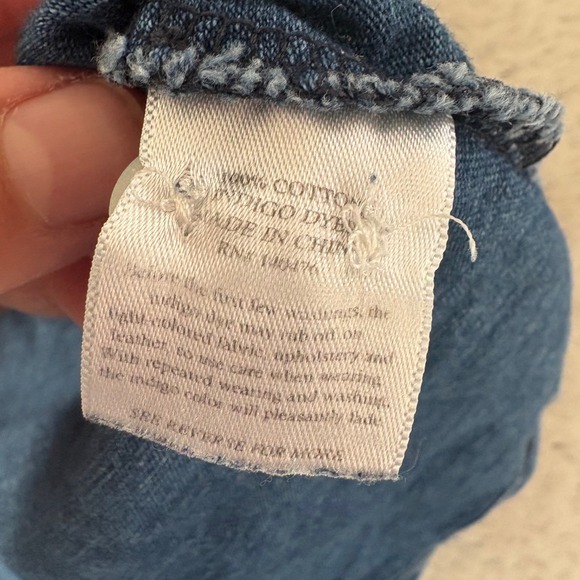 100% COTTON
INDIGO DYED
MADE IN CHINA
RN# 140476
Before the first few washings, the
indigo dye may rub off on
light-colored fabric, upholstery and
leather, so use care when wearing.
With repeated wearing and washing,
the indigo color will pleasantly fade.
SEE REVERSE FOR MORE